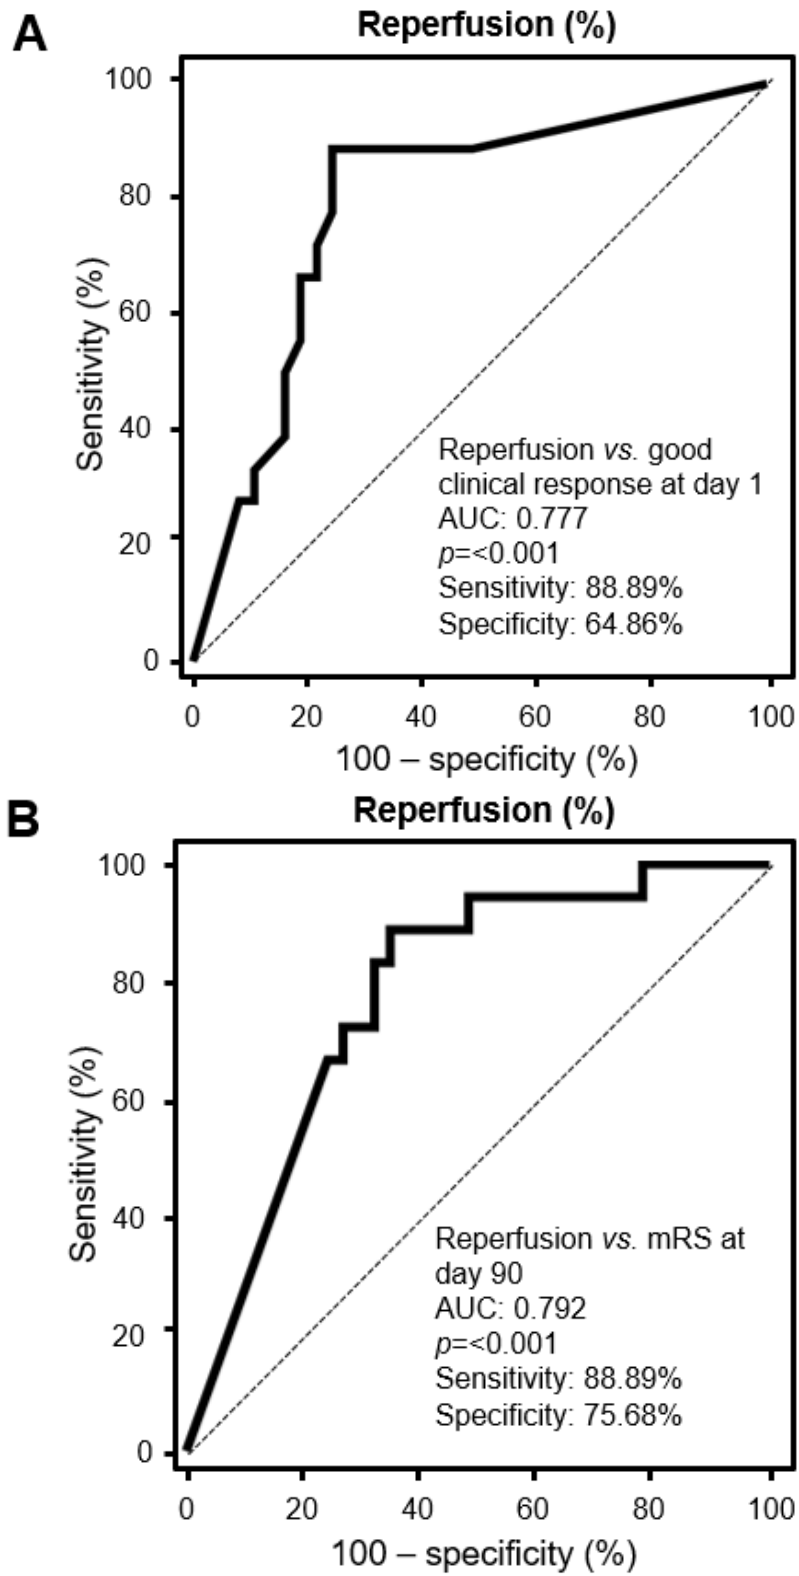 A
Reperfusion (%)
100
80
60
40
20
0
Sensitivity (%)
Reperfusion vs. good
clinical response at day 1
AUC: 0.777
p=<0.001
Sensitivity: 88.89%
Specificity: 64.86%
0 20 40 60 80 100
100 – specificity (%)
B
Reperfusion (%)
100
80
60
40
20
0
Sensitivity (%)
Reperfusion vs. mRS at
day 90
AUC: 0.792
p=<0.001
Sensitivity: 88.89%
Specificity: 75.68%
0 20 40 60 80 100
100 – specificity (%)